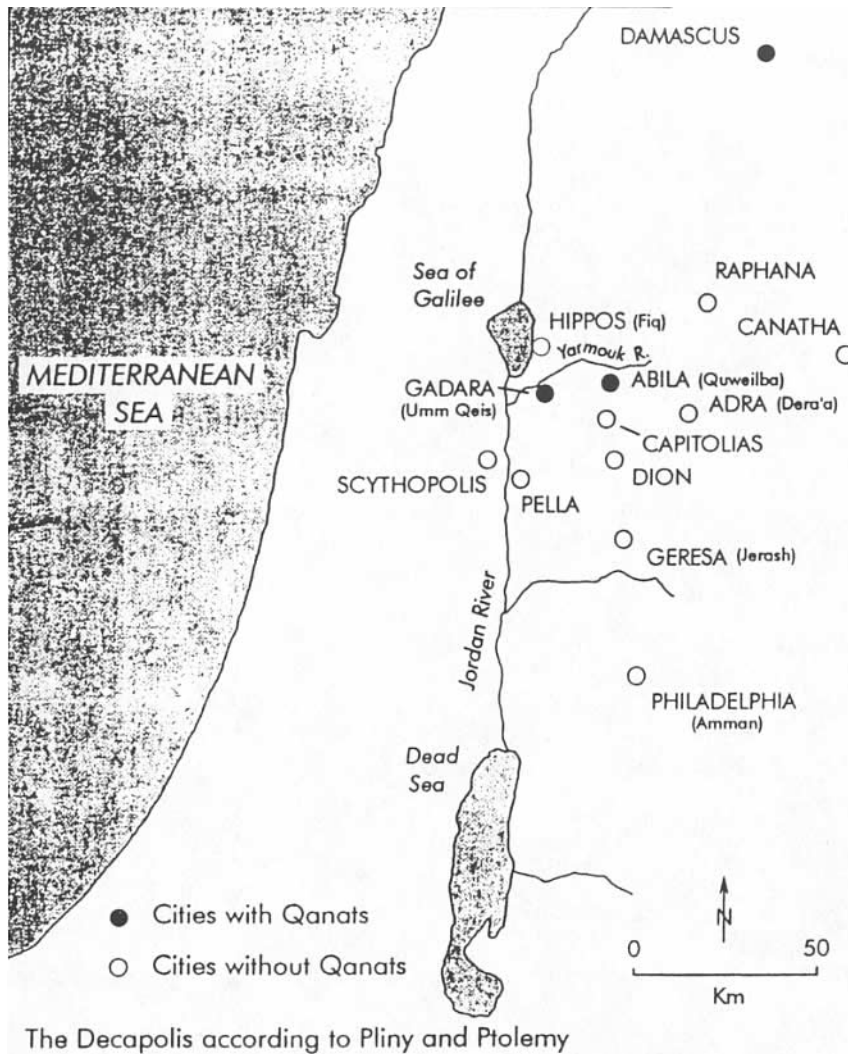 DAMASCUS
Sea of
Galilee
RAPHANA
HIPPOS (Fiq)
CANATHA
Yarmouk R.
MEDITERRANEAN
SEA
GADARA
(Umm Qeis)
ABILA (Quweilba)
ADRA (Dera'a)
CAPITOLIAS
SCYTHOPOLIS
DION
PELLA
GERESA (Jerash)
Jordan River
PHILADELPHIA
(Amman)
Dead
Sea
Cities with Qanats
Cities without Qanats
N
0 50
Km
The Decapolis according to Pliny and Ptolemy